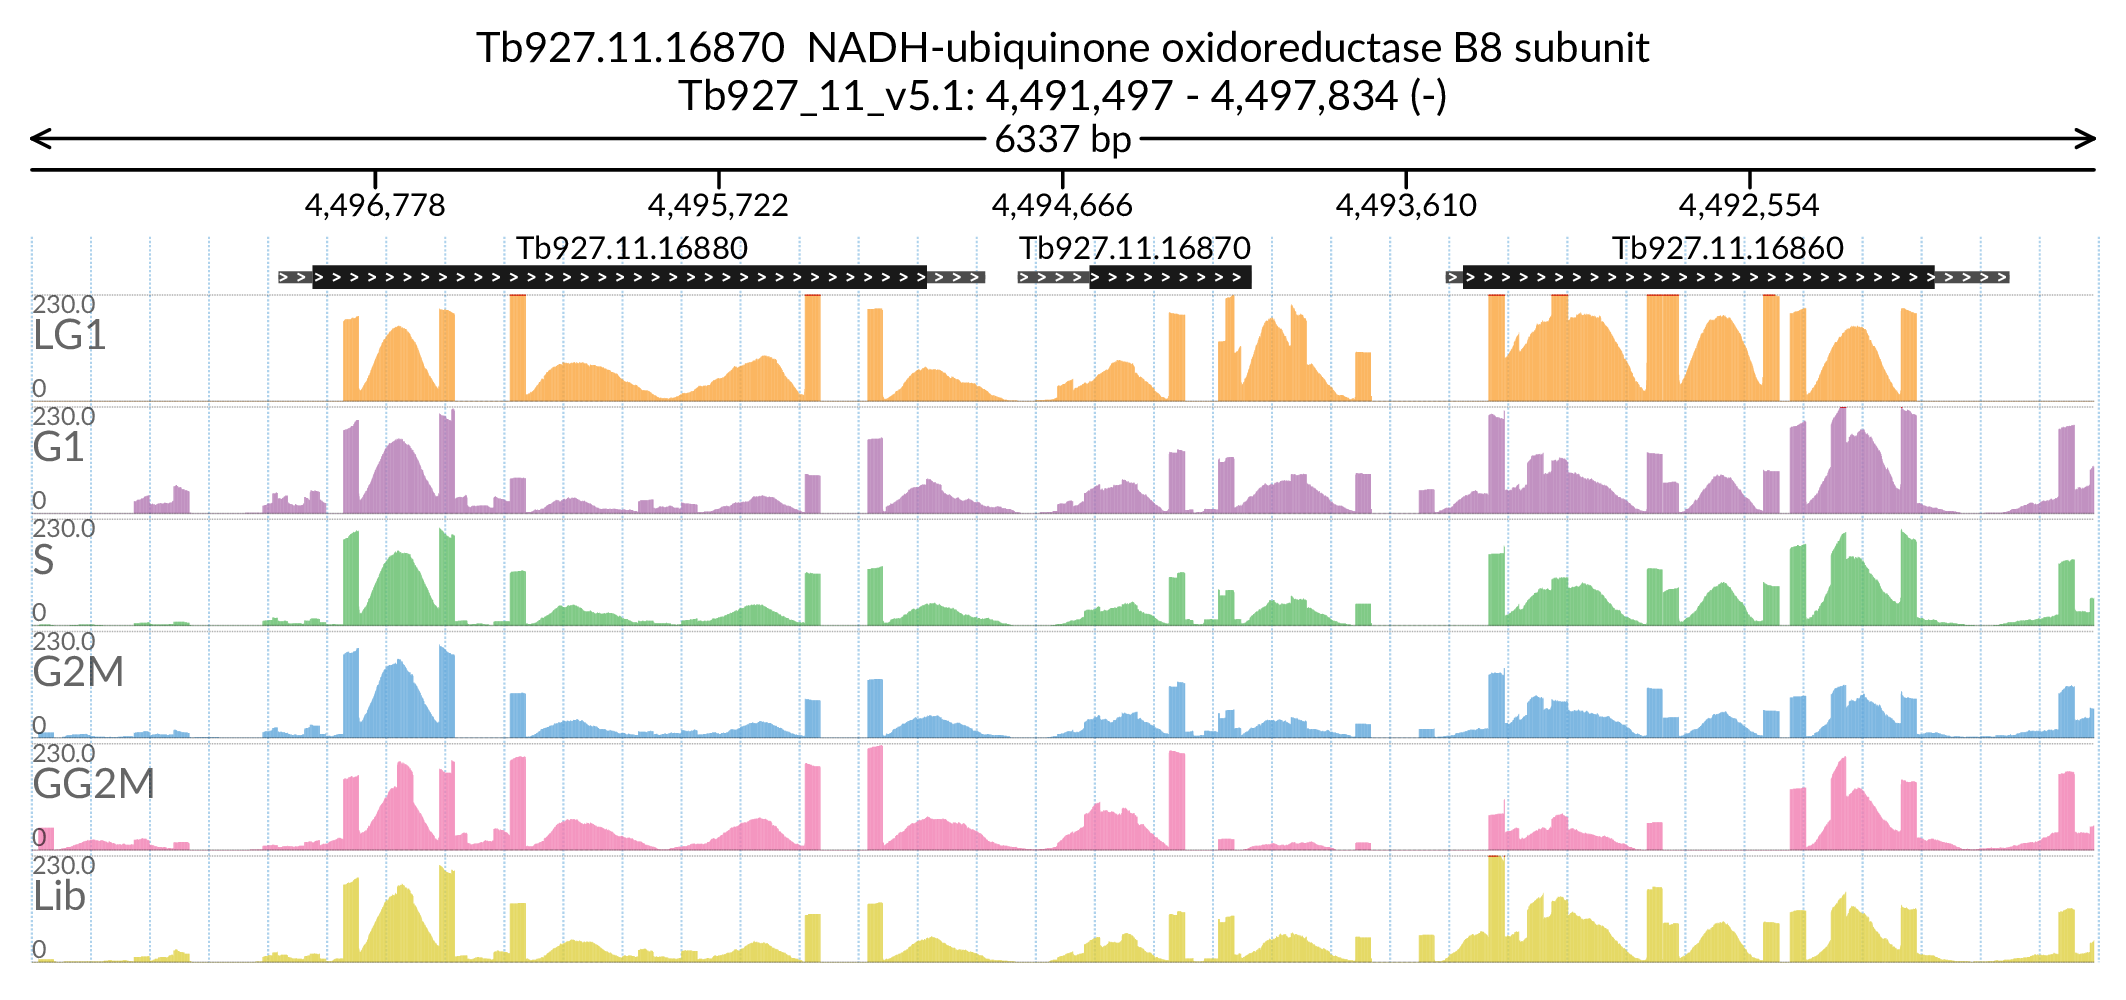 Tb927.11.16870 NADH-ubiquinone oxidoreductase B8 subunit
Tb927_11_v5.1: 4,491,497 - 4,497,834 (-)
6337 bp
4,496,778 4,495,722 4,494,666 4,493,610 4,492,554
Tb927.11.16880 Tb927.11.16870 Tb927.11.16860
230.0
LG1
0
230.0
G1
0
230.0
S
0
230.0
G2M
0
230.0
GG2M
0
230.0
Lib
0